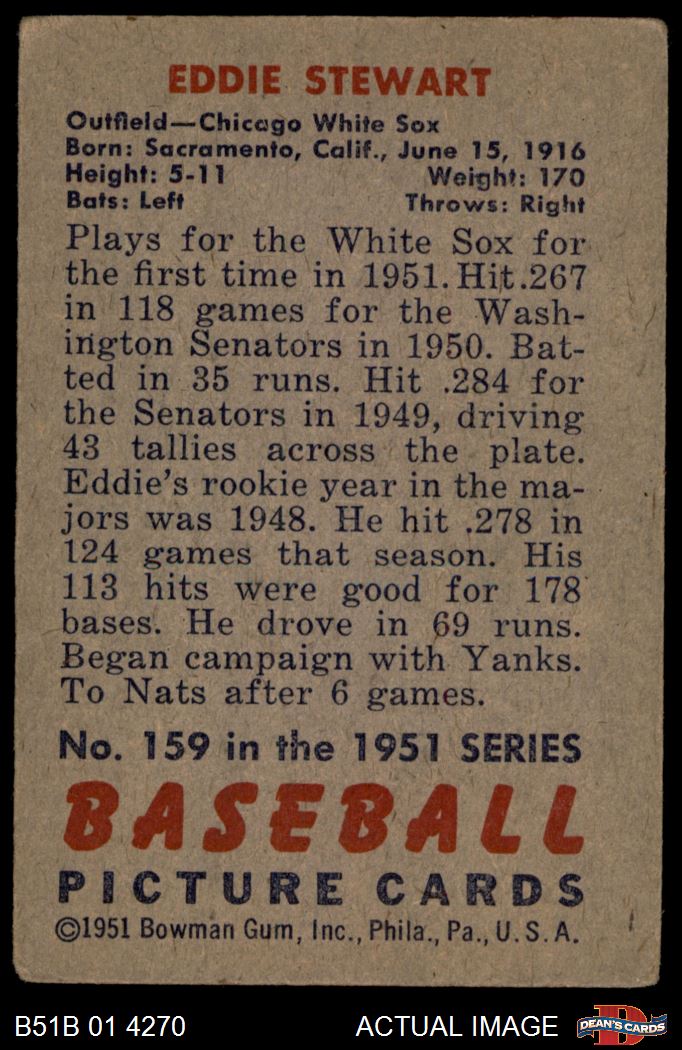 EDDIE STEWART
Outfield—Chicago White Sox
Born: Sacramento, Calif., June 15, 1916
Height: 5-11 Weight: 170
Bats: Left Throws: Right
Plays for the White Sox for
the first time in 1951. Hit .267
in 118 games for the Wash-
ington Senators in 1950. Bat-
ted in 35 runs. Hit .284 for
the Senators in 1949, driving
43 tallies across the plate.
Eddie's rookie year in the ma-
jors was 1948. He hit .278 in
124 games that season. His
113 hits were good for 178
bases. He drove in 69 runs.
Began campaign with Yanks.
To Nats after 6 games.
No. 159 in the 1951 SERIES
BASEBALL
PICTURE CARDS
©1951 Bowman Gum, Inc., Phila., Pa., U.S.A.
B51B 01 4270 ACTUAL IMAGE
D
DEAN'S CARDS